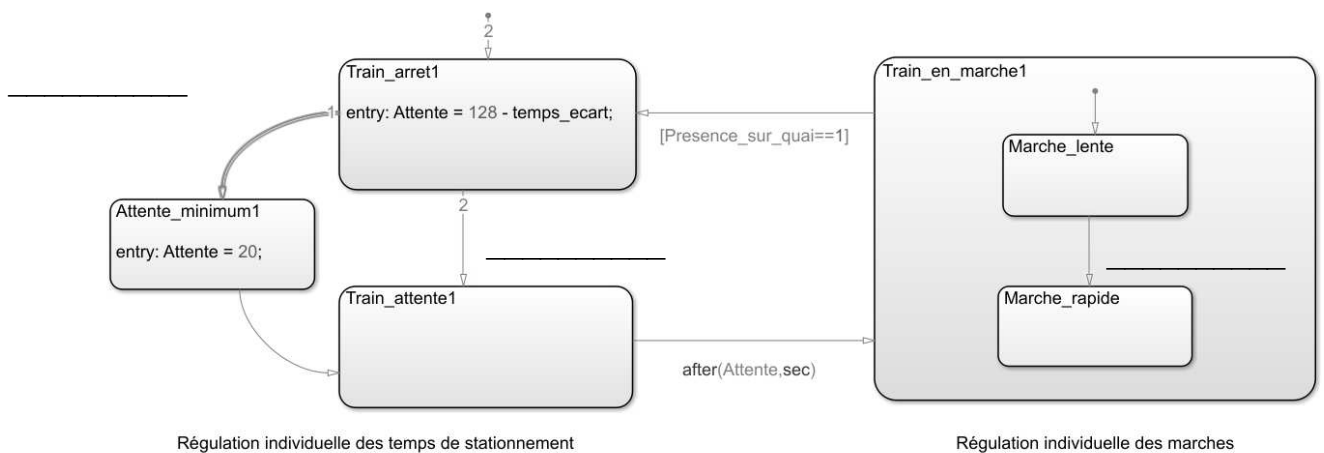 2
Train_arret1
entry: Attente = 128 - temps_ecart;
1
2
Attente_minimum1
entry: Attente = 20;
Train_attente1
after(Attente,sec)
[Presence_sur_quai==1]
Train_en_marche1
Marche_lente
Marche_rapide
Régulation individuelle des temps de stationnement
Régulation individuelle des marches